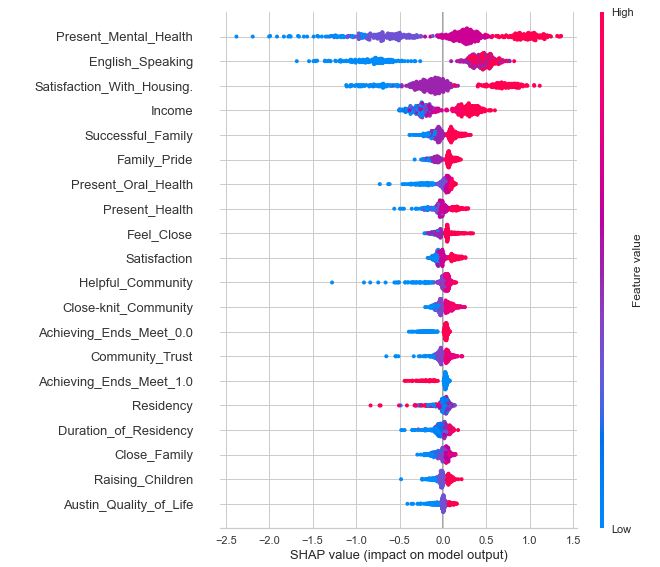 High
Present_Mental_Health
English_Speaking
Satisfaction_With_Housing.
Income
Successful_Family
Family_Pride
Present_Oral_Health
Present_Health
Feel_Close
Satisfaction
Helpful_Community
Close-knit_Community
Achieving_Ends_Meet_0.0
Community_Trust
Achieving_Ends_Meet_1.0
Residency
Duration_of_Residency
Close_Family
Raising_Children
Austin_Quality_of_Life
Feature value
Low
−2.5 −2.0 −1.5 −1.0 −0.5 0.0 0.5 1.0 1.5
SHAP value (impact on model output)